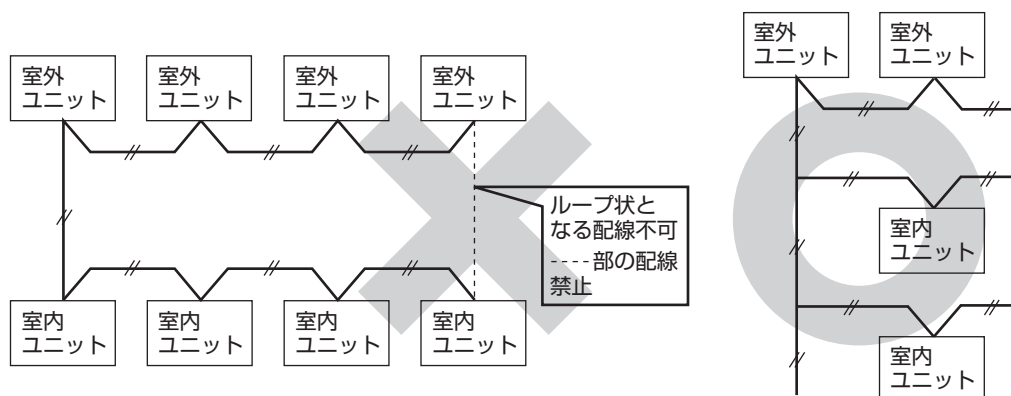 室外
ユニット
室外
ユニット
室外
ユニット
室外
ユニット
ループ状と
なる配線不可
-----部の配線
禁止
室内
ユニット
室内
ユニット
室内
ユニット
室内
ユニット
室外
ユニット
室外
ユニット
室内
ユニット
室内
ユニット